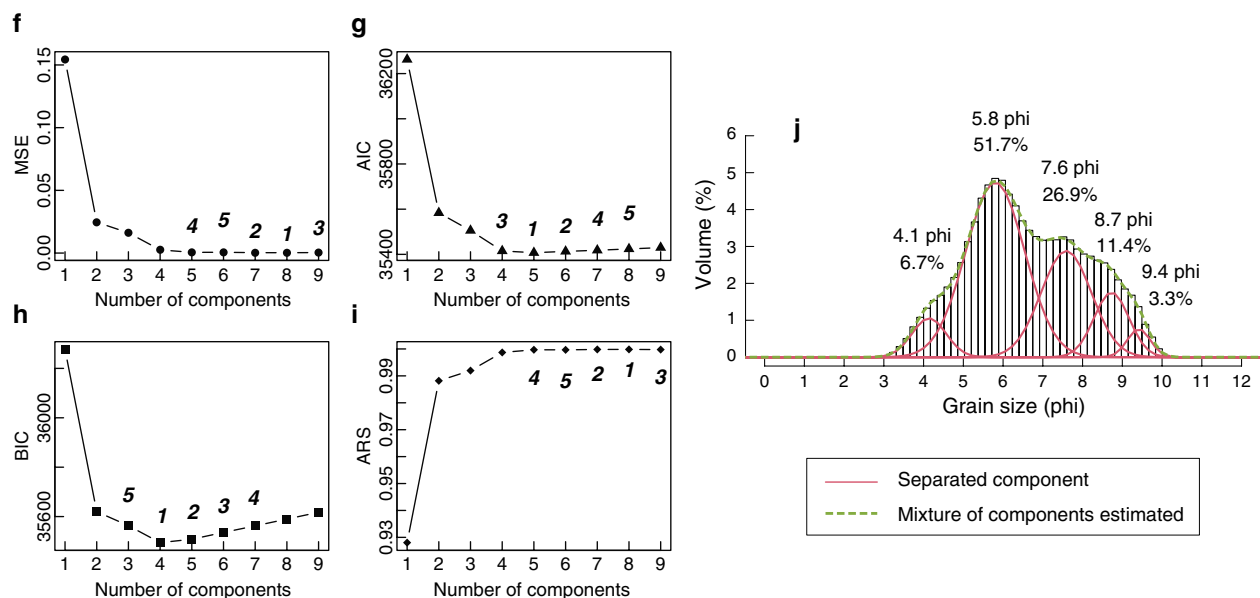 f
MSE
0.15
0.10
0.05
0.00
4 5 2 1 3
1 2 3 4 5 6 7 8 9
Number of components
g
AIC
36200
35800
35400
3 1 2 4 5
1 2 3 4 5 6 7 8 9
Number of components
h
BIC
36000
35600
5 1 2 3 4
1 2 3 4 5 6 7 8 9
Number of components
i
ARS
0.99
0.97
0.95
0.93
4 5 2 1 3
1 2 3 4 5 6 7 8 9
Number of components
j
Volume (%)
6
5
4
3
2
1
0
4.1 phi
6.7%
5.8 phi
51.7%
7.6 phi
26.9%
8.7 phi
11.4%
9.4 phi
3.3%
0 1 2 3 4 5 6 7 8 9 10 11 12
Grain size (phi)
Separated component
Mixture of components estimated